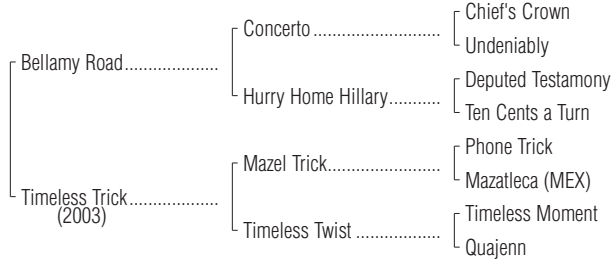 Chief's Crown
Concerto ............................
Undeniably
Bellamy Road.....................
Deputed Testamony
Hurry Home Hillary...........
Ten Cents a Turn
Phone Trick
Mazel Trick.........................
Mazatleca (MEX)
Timeless Trick....................
(2003)
Timeless Moment
Timeless Twist ..................
Quajenn